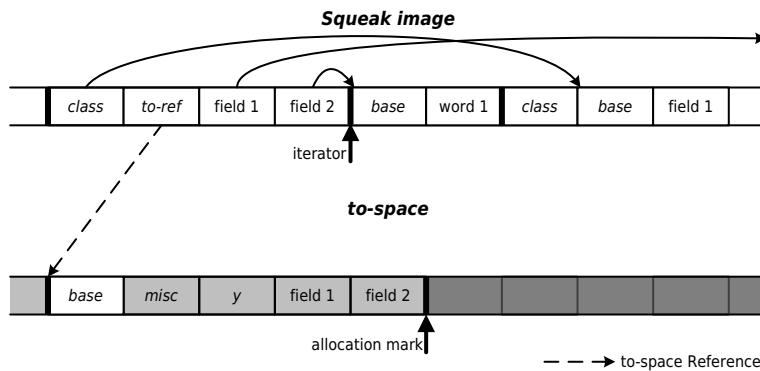 Squeak image
class to-ref field 1 field 2 base word 1 class base field 1
iterator
to-space
base misc y field 1 field 2
allocation mark
to-space Reference